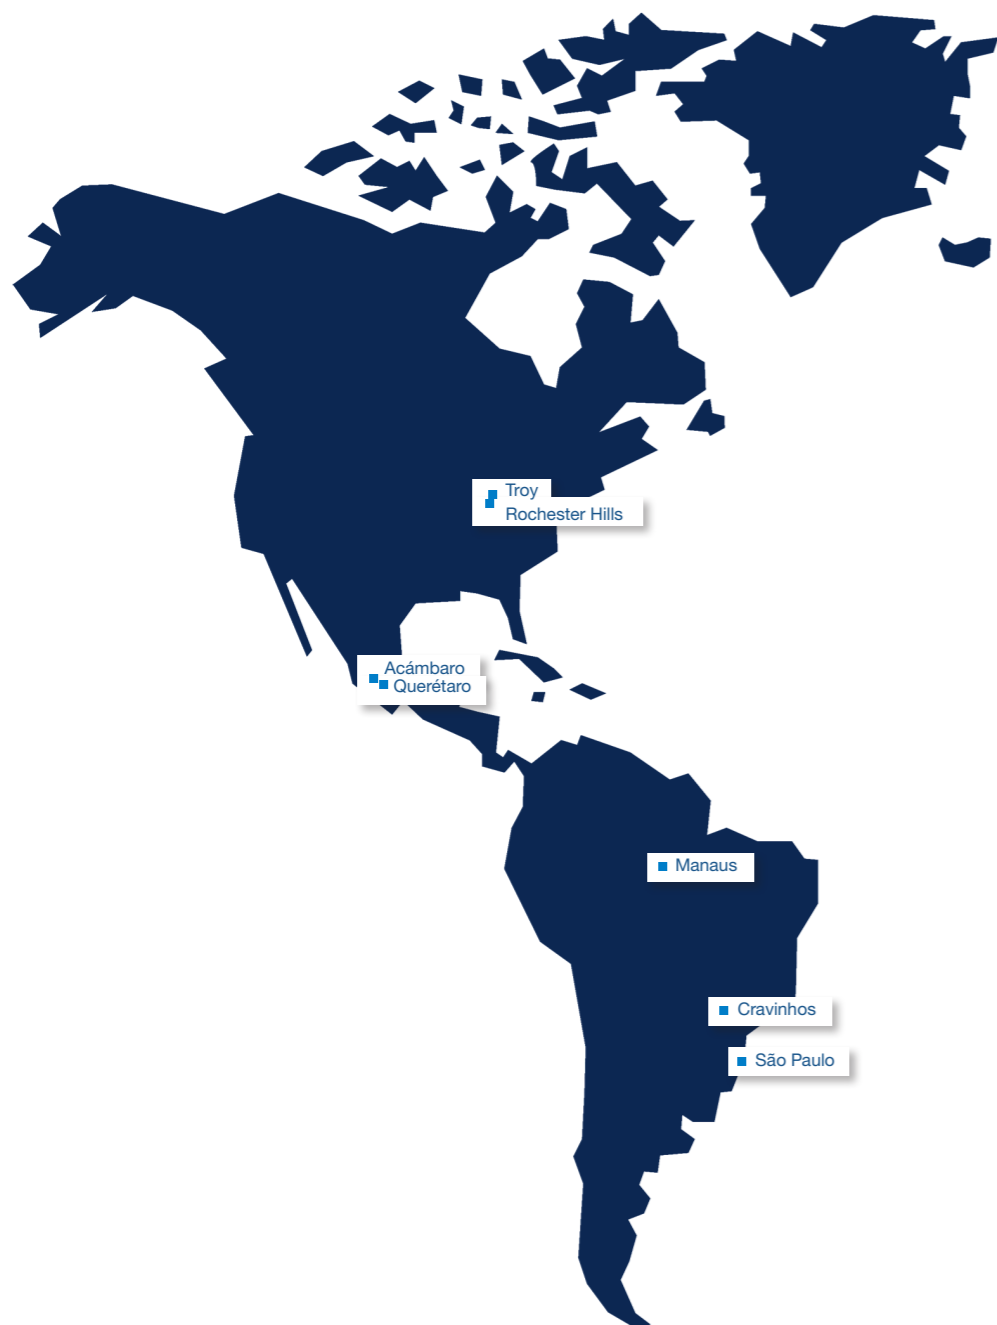 Troy
Rochester Hills
Acámbaro
Querétaro
Manaus
Cravinhos
São Paulo